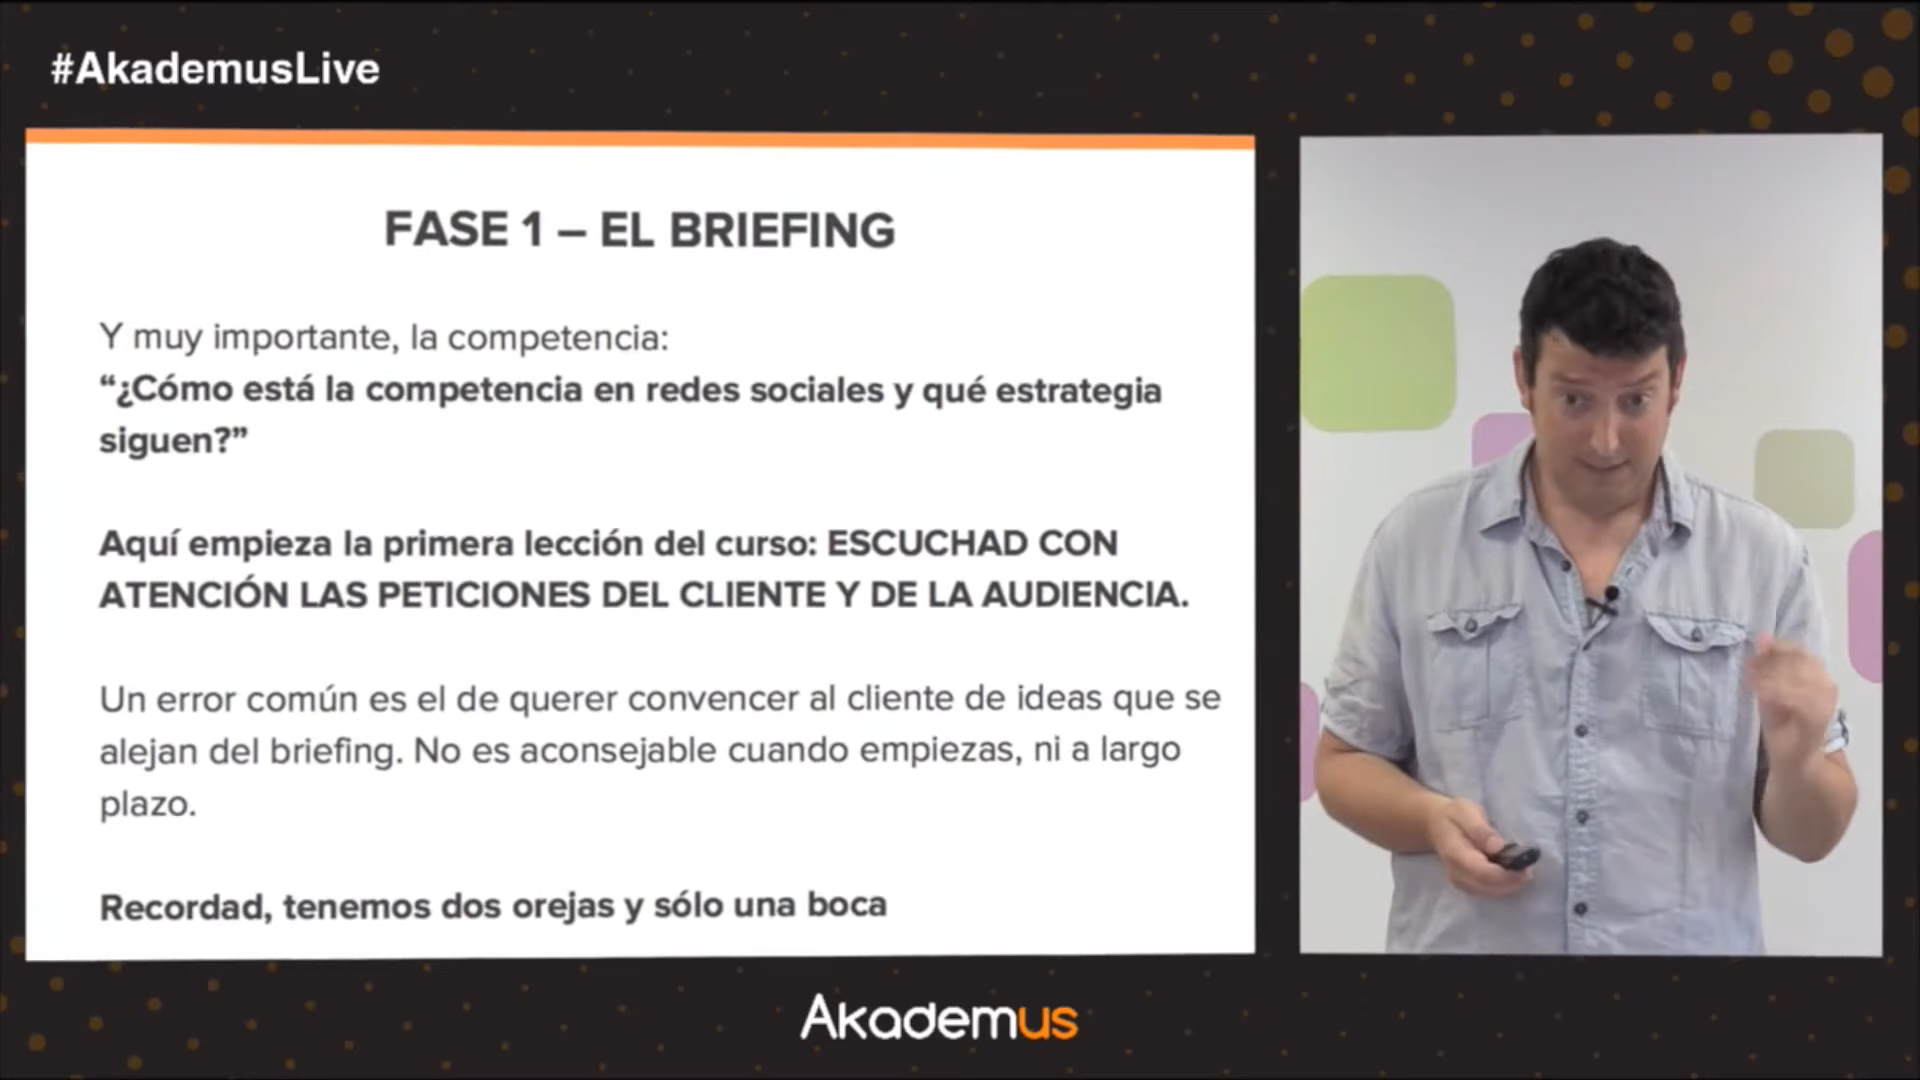 #AkademusLive
FASE 1 – EL BRIEFING
Y muy importante, la competencia:
“¿Cómo está la competencia en redes sociales y qué estrategia
siguen?”
Aquí empieza la primera lección del curso: ESCUCHAD CON
ATENCIÓN LAS PETICIONES DEL CLIENTE Y DE LA AUDIENCIA.
Un error común es el de querer convencer al cliente de ideas que se
alejan del briefing. No es aconsejable cuando empiezas, ni a largo
plazo.
Recordad, tenemos dos orejas y sólo una boca
Akademus